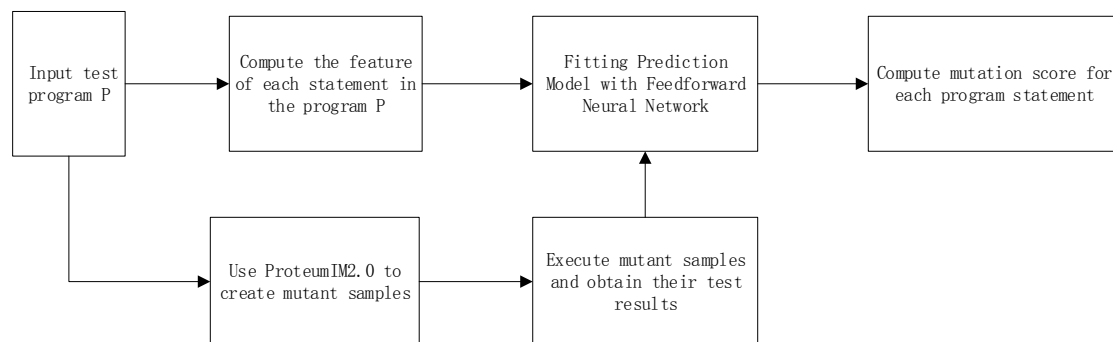 Input test
program P
Compute the feature
of each statement in
the program P
Fitting Prediction
Model with Feedforward
Neural Network
Compute mutation score for
each program statement
Use ProteumIM2.0 to
create mutant samples
Execute mutant samples
and obtain their test
results